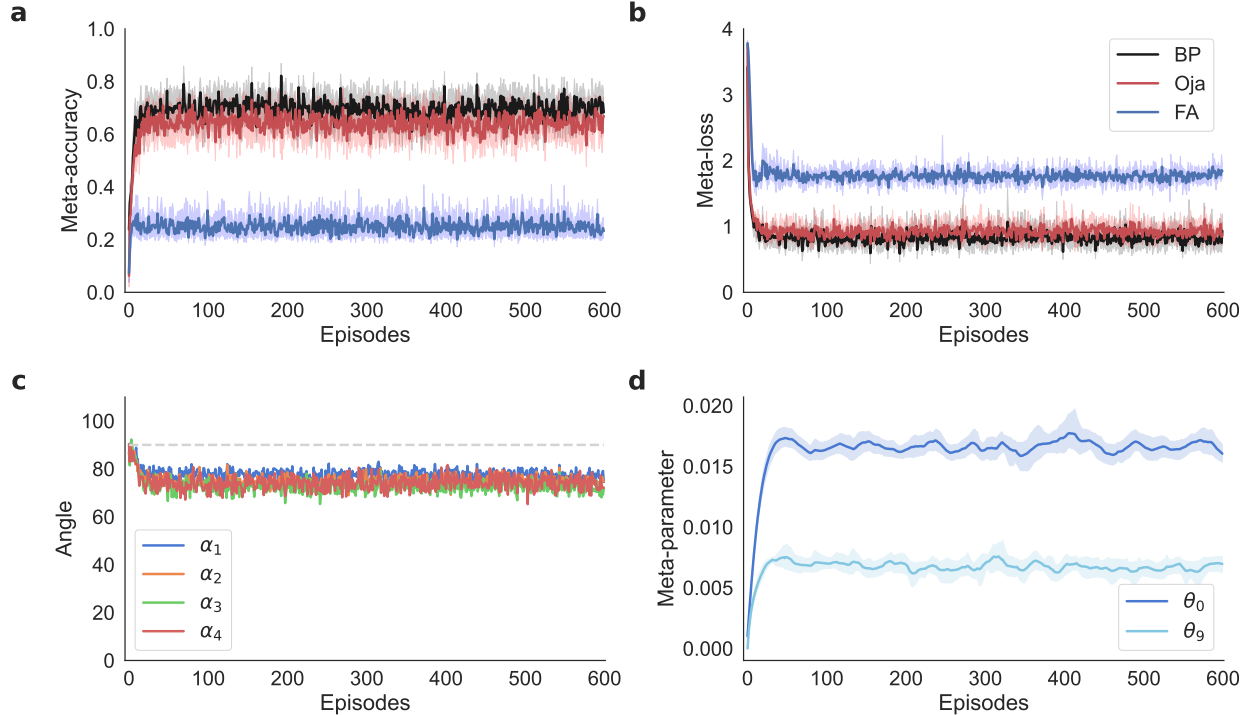 a
1.0
0.8
0.6
0.4
0.2
0.0
Meta-accuracy
0 100 200 300 400 500 600
Episodes
b
4
3
2
1
0
Meta-loss
BP
Oja
FA
0 100 200 300 400 500 600
Episodes
c
100
80
60
40
20
0
Angle
α1
α2
α3
α4
0 100 200 300 400 500 600
Episodes
d
0.020
0.015
0.010
0.005
0.000
Meta-parameter
θ0
θ9
0 100 200 300 400 500 600
Episodes